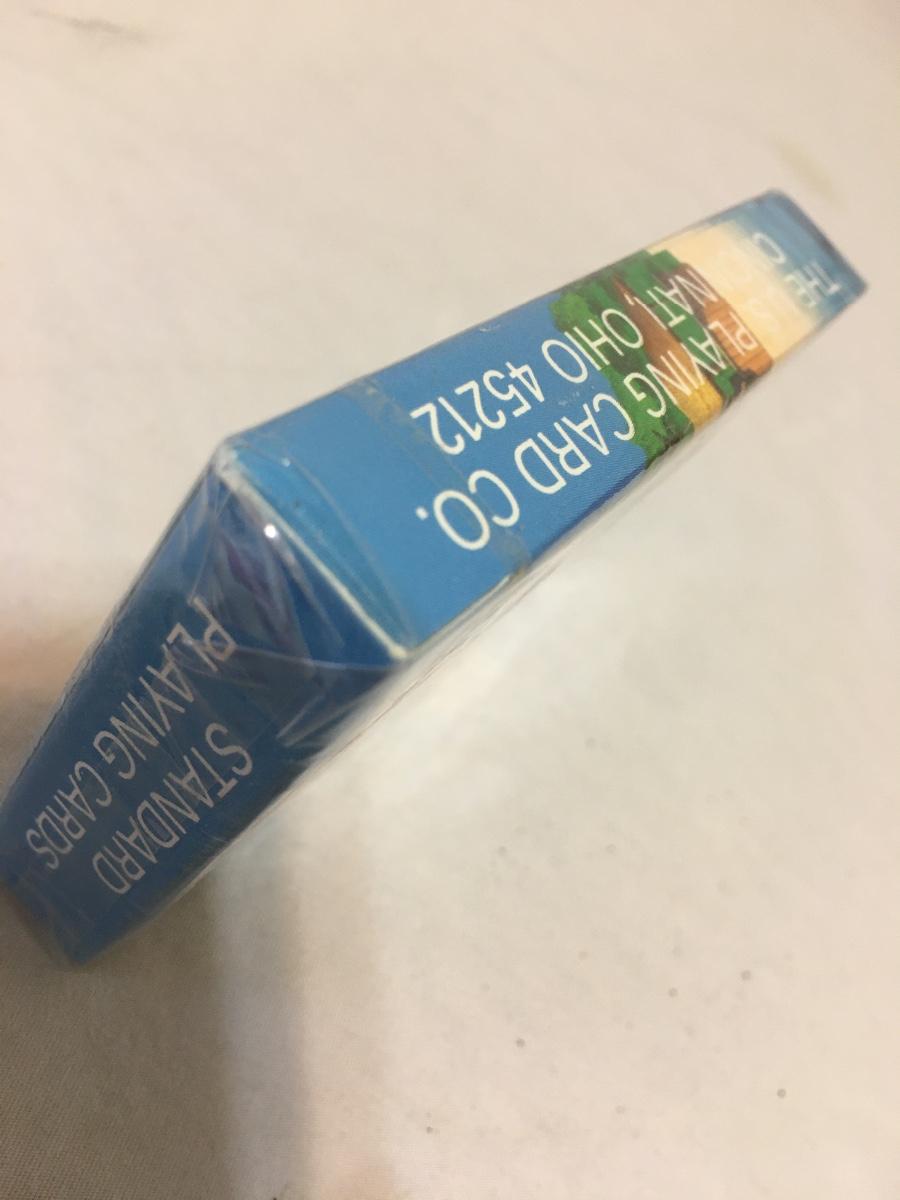 THE U.S. PLAYING CARD CO.
CINCINNATI, OHIO 45212
STANDARD
PLAYING CARDS